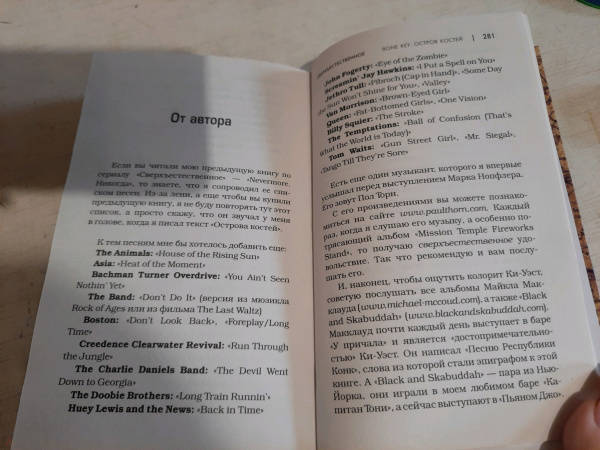 От автора
Если вы читали мою предыдущую книгу по
сериалу «Сверхъестественное» — «Nevermore.
Никогда», то знаете, что я сопроводил ее спи-
ском песен. Из-за лени, а еще чтобы вы купили
предыдущую книгу, я не буду повторять тут этот
список, а просто скажу, что он звучал у меня
в голове, когда я писал текст «Острова костей».
К тем песням мне бы хотелось добавить еще:
The Animals: «House of the Rising Sun»
Asia: «Heat of the Moment»
Bachman Turner Overdrive: «You Ain't Seen
Nothin' Yet»
The Band: «Don't Do It» (версия из мюзикла
Rock of Ages или из фильма The Last Waltz)
Boston: «Don't Look Back», «Foreplay/Long
Time»
Creedence Clearwater Revival: «Run Through
the Jungle»
The Charlie Daniels Band: «The Devil Went
Down to Georgia»
The Doobie Brothers: «Long Train Runnin'»
Huey Lewis and the News: «Back in Time»
СВЕРХЪЕСТЕСТВЕННОЕ BONE KEY. ОСТРОВ КОСТЕЙ | 281
John Fogerty: «Eye of the Zombie»
Screamin' Jay Hawkins: «I Put a Spell on You»
Jethro Tull: «Pibroch (Cap in Hand)», «Some Day
the Sun Won't Shine for You», «Valley»
Van Morrison: «Brown-Eyed Girl»
Queen: «Fat-Bottomed Girls», «One Vision»
Billy Squier: «The Stroke»
The Temptations: «Ball of Confusion (That's
What the World is Today)»
Tom Waits: «Gun Street Girl», «Mr. Siegal»,
«Tango Till They're Sore»
Есть еще один музыкант, которого я впервые
услышал перед выступлением Марка Нопфлера.
Его зовут Пол Торн.
С его произведениями вы можете познако-
миться на сайте www.paulthorn.com. Каждый
раз, когда я слушаю его музыку, а особенно по-
трясающий альбом «Mission Temple Fireworks
Stand», то получаю сверхъестественное удо-
вольствие. Так что рекомендую и вам послу-
шать его.
И, наконец, чтобы ощутить колорит Ки-Уэст,
советую послушать все альбомы Майкла Мак-
клауда (www.michael-mccloud.com), а также «Black
and Skabuddah» (www.blackandskabuddah.com).
Макклауд почти каждый день выступает в баре
«У причала» и является «достопримечательно-
стью» Ки-Уэст. Он написал «Песню Республики
Конк», слова из которой стали эпиграфом к этой
книге. А «Black and Skabuddah» — пара из Нью-
Йорка, они играли в моем любимом баре «Ка-
питан Тони», а сейчас выступают в «Пьяном Джо».